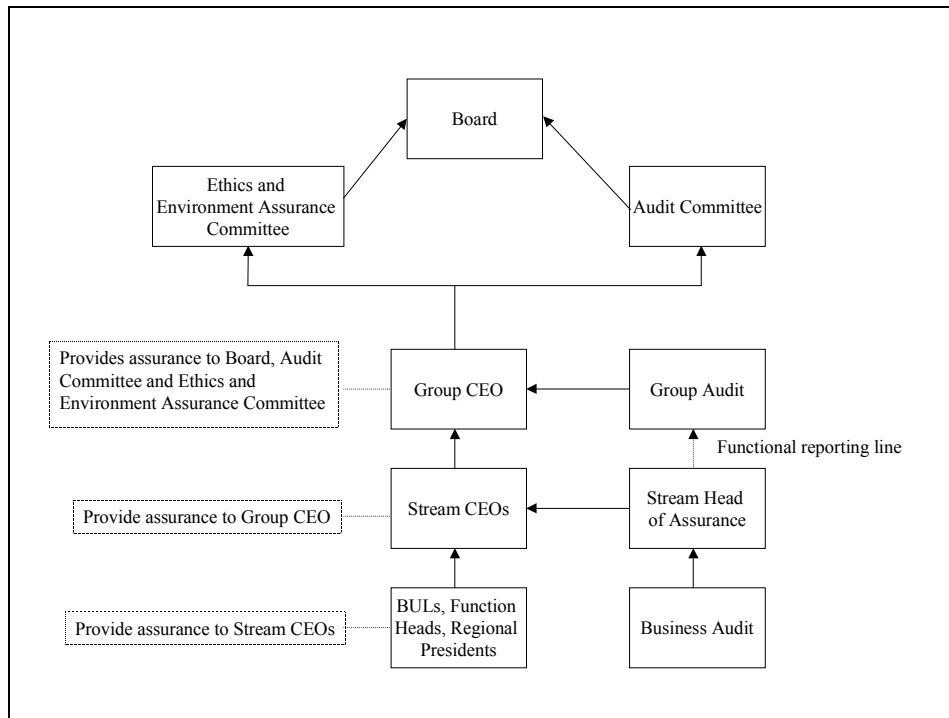 Board
Ethics and
Environment Assurance
Committee
Audit Committee
Provides assurance to Board, Audit
Committee and Ethics and
Environment Assurance Committee
Group CEO
Group Audit
Functional reporting line
Provide assurance to Group CEO
Stream CEOs
Stream Head
of Assurance
Provide assurance to Stream CEOs
BULs, Function
Heads, Regional
Presidents
Business Audit